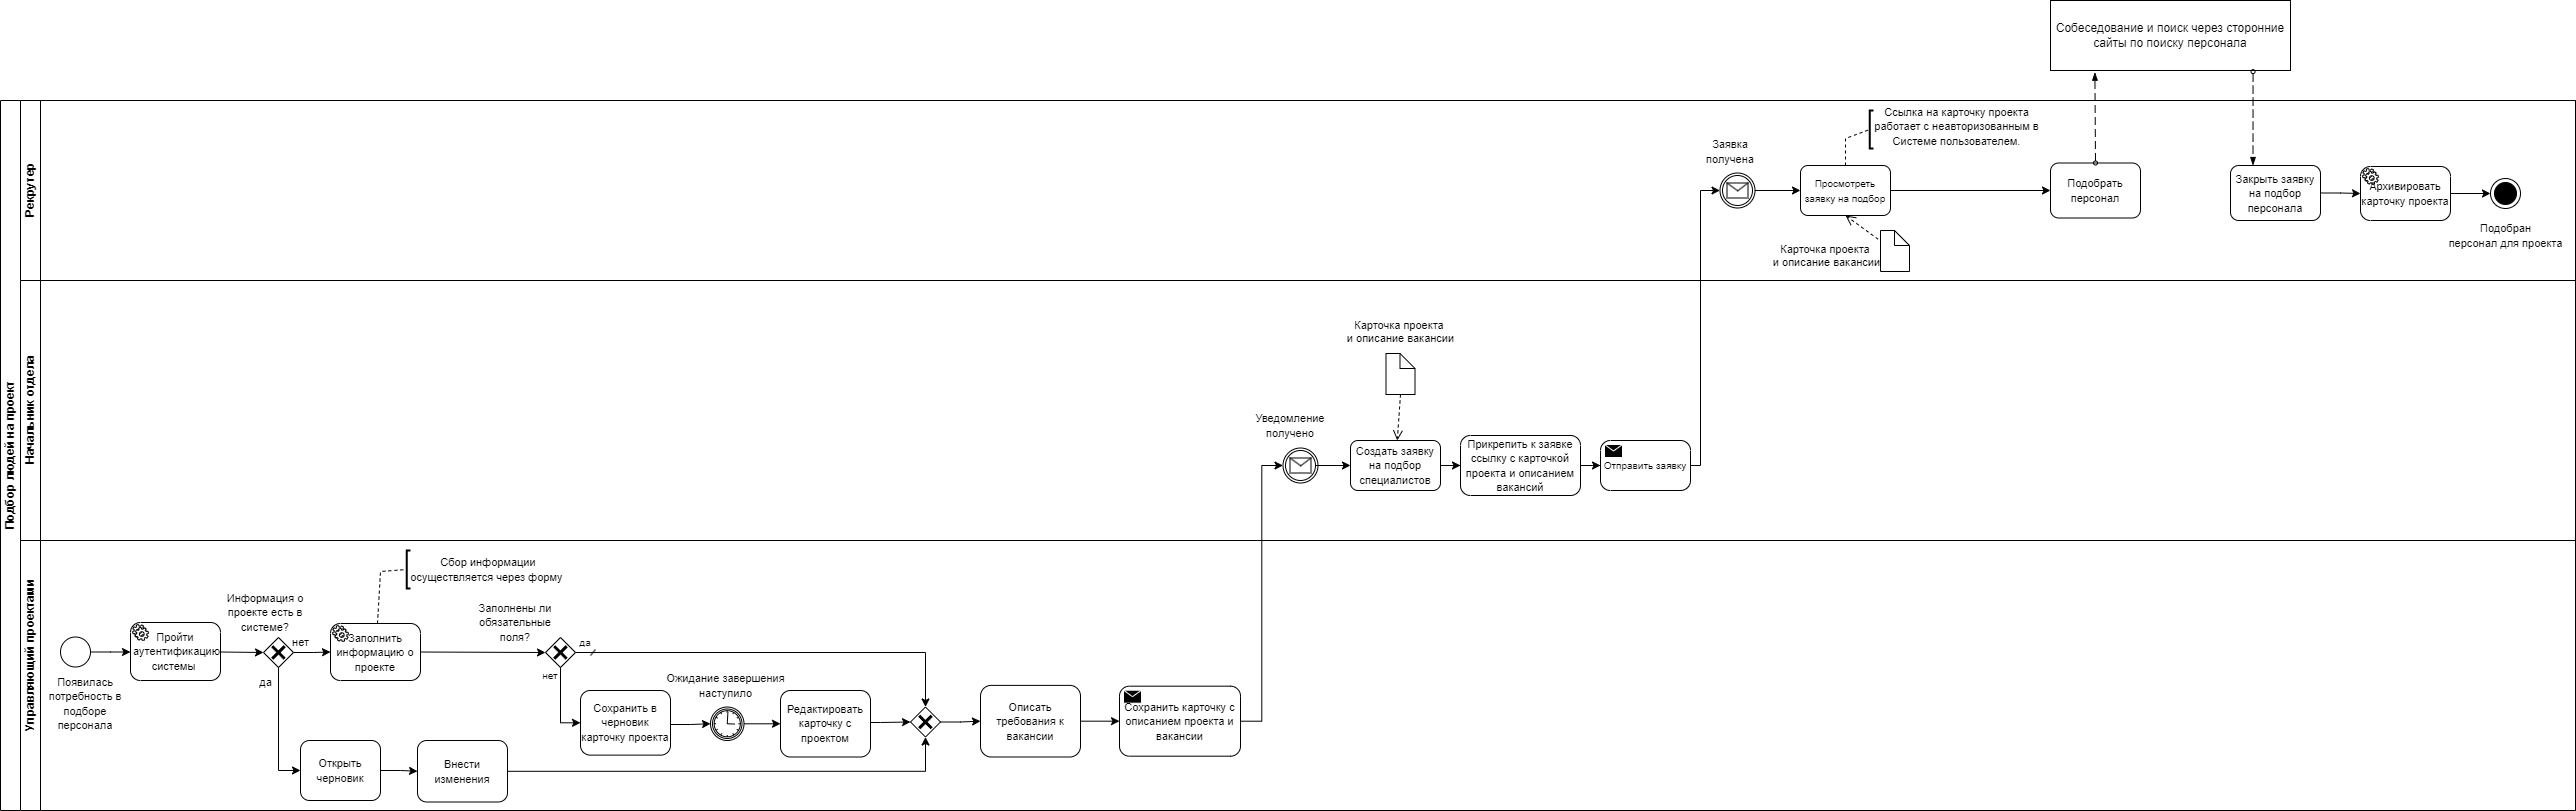 Собеседование и поиск через сторонние
сайты по поиску персонала
Подбор людей на проект
Рекрутер
Заявка
получена
Ссылка на карточку проекта
работает с неавторизованным в
Системе пользователем.
Просмотреть
заявку на подбор
Карточка проекта
и описание вакансии
Подобрать
персонал
Закрыть заявку
на подбор
персонала
Архивировать
карточку проекта
Подобран
персонал для проекта
Начальник отдела
Уведомление
получено
Карточка проекта
и описание вакансии
Создать заявку
на подбор
специалистов
Прикрепить к заявке
ссылку с карточкой
проекта и описанием
вакансий
Отправить заявку
Управляющий проектами
Появилась
потребность в
подборе
персонала
Пройти
аутентификацию
системы
Информация о
проекте есть в
системе?
нет
да
Сбор информации
осуществляется через форму
Заполнить
информацию о
проекте
Заполнены ли
обязательные
поля?
да
нет
Сохранить в
черновик
карточку проекта
Ожидание завершения
наступило
Редактировать
карточку с
проектом
Открыть
черновик
Внести
изменения
Описать
требования к
вакансии
Сохранить карточку с
описанием проекта и
вакансии